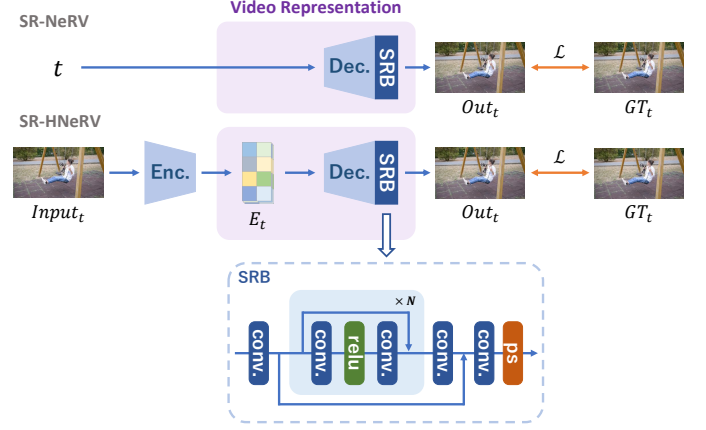 Video Representation
SR-NeRV
t
Dec.
SRB
Out_t
ℒ
GT_t
SR-HNeRV
Input_t
Enc.
E_t
Dec.
SRB
Out_t
ℒ
GT_t
SRB
× N
conv.
conv.
relu
conv.
conv.
conv.
ps